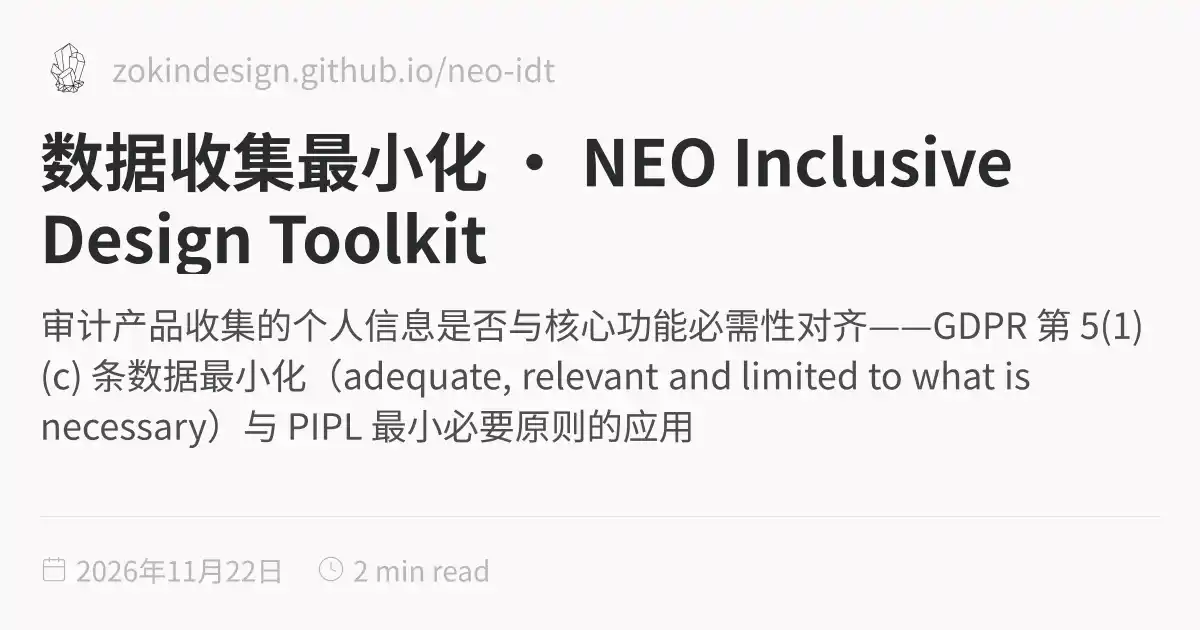 zokindesign.github.io/neo-idt
数据收集最小化 · NEO Inclusive
Design Toolkit
审计产品收集的个人信息是否与核心功能必需性对齐——GDPR 第 5(1)
(c) 条数据最小化（adequate, relevant and limited to what is
necessary）与 PIPL 最小必要原则的应用
2026年11月22日 2 min read